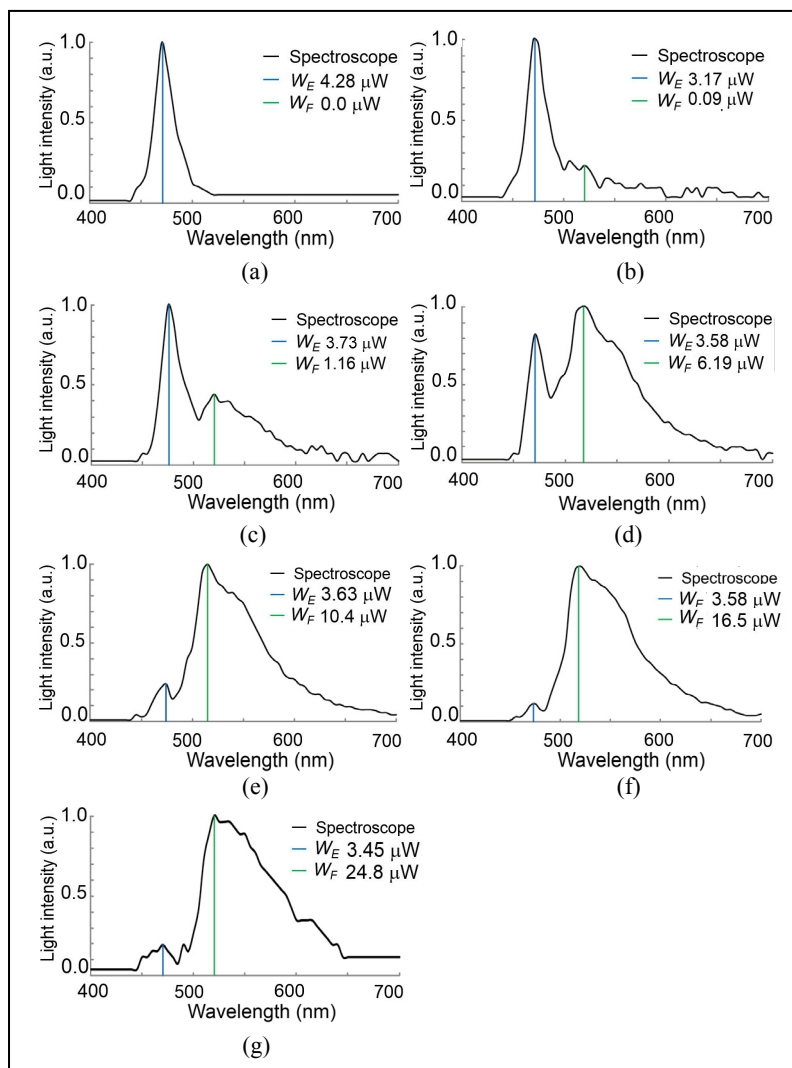 Light intensity (a.u.)
1.0
0.5
0.0
400 500 600 700
Wavelength (nm)
Spectroscope
W_E 4.28 μW
W_F 0.0 μW
(a)
Light intensity (a.u.)
1.0
0.5
0.0
400 500 600 700
Wavelength (nm)
Spectroscope
W_E 3.17 μW
W_F 0.09 μW
(b)
Light intensity (a.u.)
1.0
0.5
0.0
400 500 600 700
Wavelength (nm)
Spectroscope
W_E 3.73 μW
W_F 1.16 μW
(c)
Light intensity (a.u.)
1.0
0.5
0.0
400 500 600 700
Wavelength (nm)
Spectroscope
W_E 3.58 μW
W_F 6.19 μW
(d)
Light intensity (a.u.)
1.0
0.5
0.0
400 500 600 700
Wavelength (nm)
Spectroscope
W_E 3.63 μW
W_F 10.4 μW
(e)
Light intensity (a.u.)
1.0
0.5
0.0
400 500 600 700
Wavelength (nm)
Spectroscope
W_F 3.58 μW
W_F 16.5 μW
(f)
Light intensity (a.u.)
1.0
0.5
0.0
400 500 600 700
Wavelength (nm)
Spectroscope
W_E 3.45 μW
W_F 24.8 μW
(g)